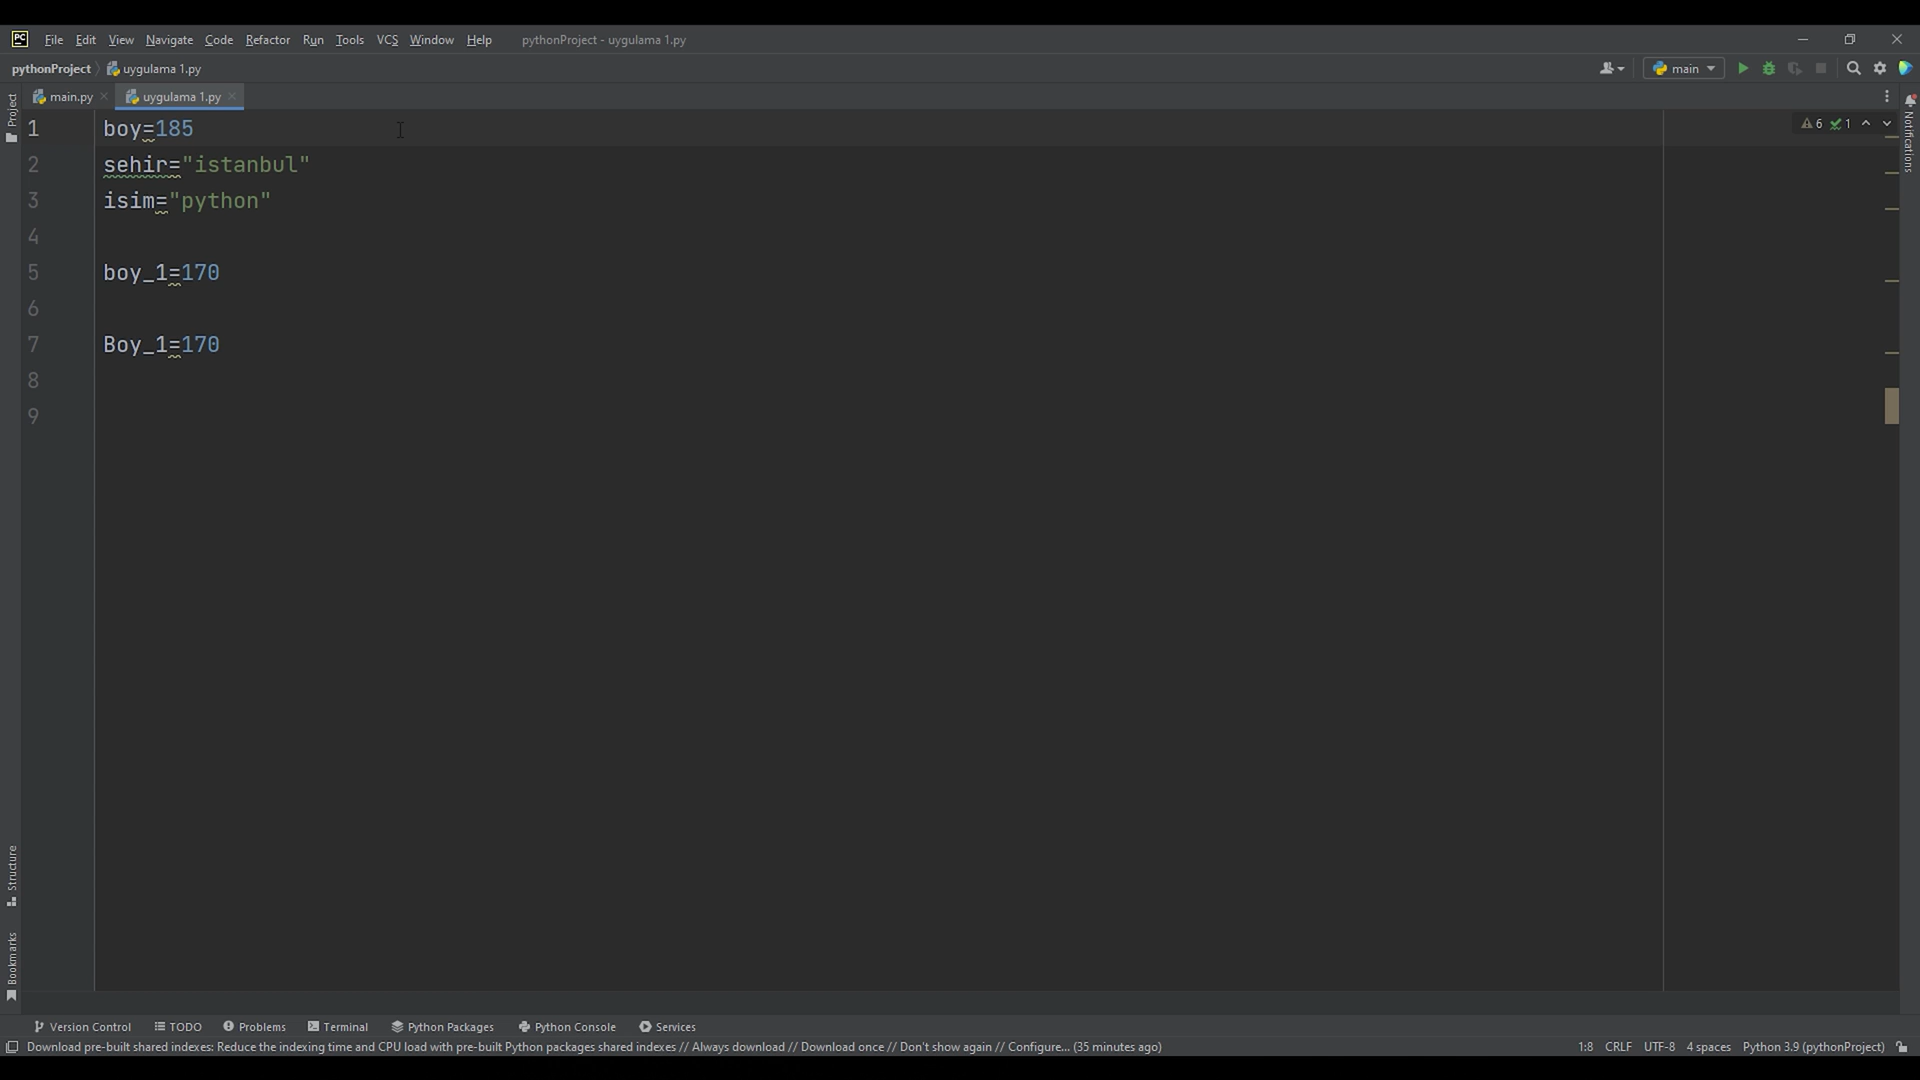 PC File Edit View Navigate Code Refactor Run Tools VCS Window Help pythonProject - uygulama 1.py
pythonProject uygulama 1.py main
main.py uygulama 1.py
Project
Notifications
6 1
1 boy=185
2 sehir="istanbul"
3 isim="python"
4
5 boy_1=170
6
7 Boy_1=170
8
9
Structure
Bookmarks
Version Control TODO Problems Terminal Python Packages Python Console Services
Download pre-built shared indexes: Reduce the indexing time and CPU load with pre-built Python packages shared indexes // Always download // Download once // Don't show again // Configure... (35 minutes ago) 1:8 CRLF UTF-8 4 spaces Python 3.9 (pythonProject)